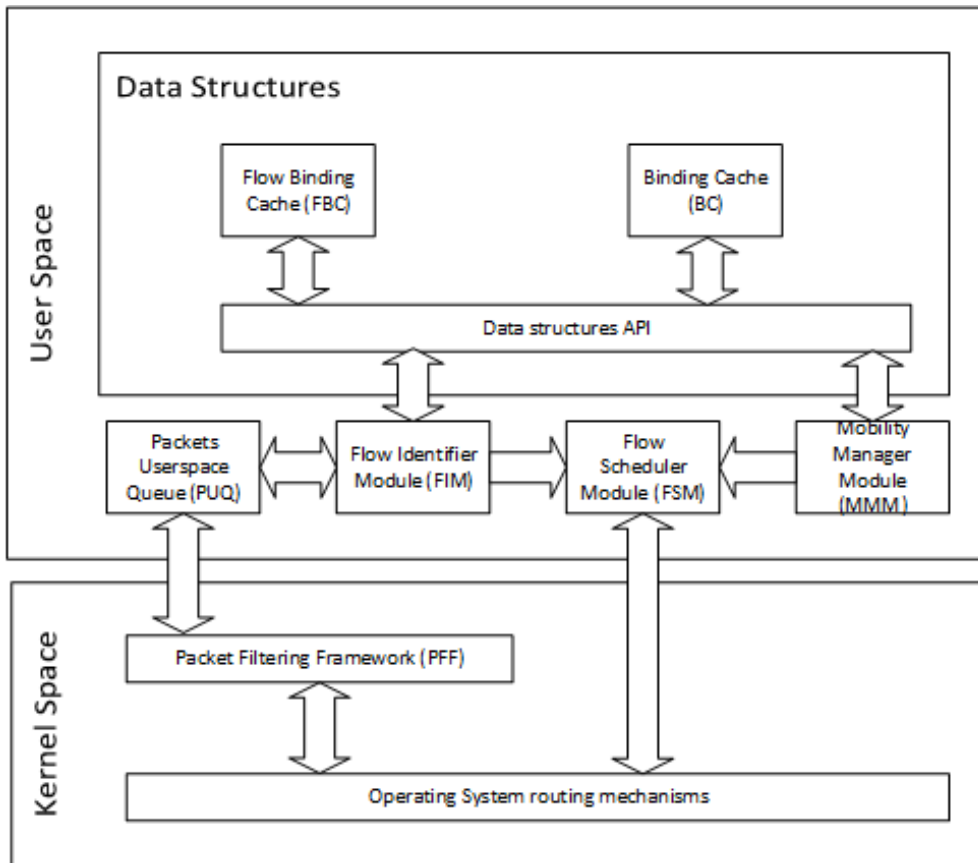 Data Structures
Flow Binding
Cache (FBC)
Binding Cache
(BC)
Data structures API
User Space
Packets
Userspace
Queue (PUQ)
Flow Identifier
Module (FIM)
Flow
Scheduler
Module (FSM)
Mobility
Manager
Module
(MMM)
Kernel Space
Packet Filtering Framework (PFF)
Operating System routing mechanisms